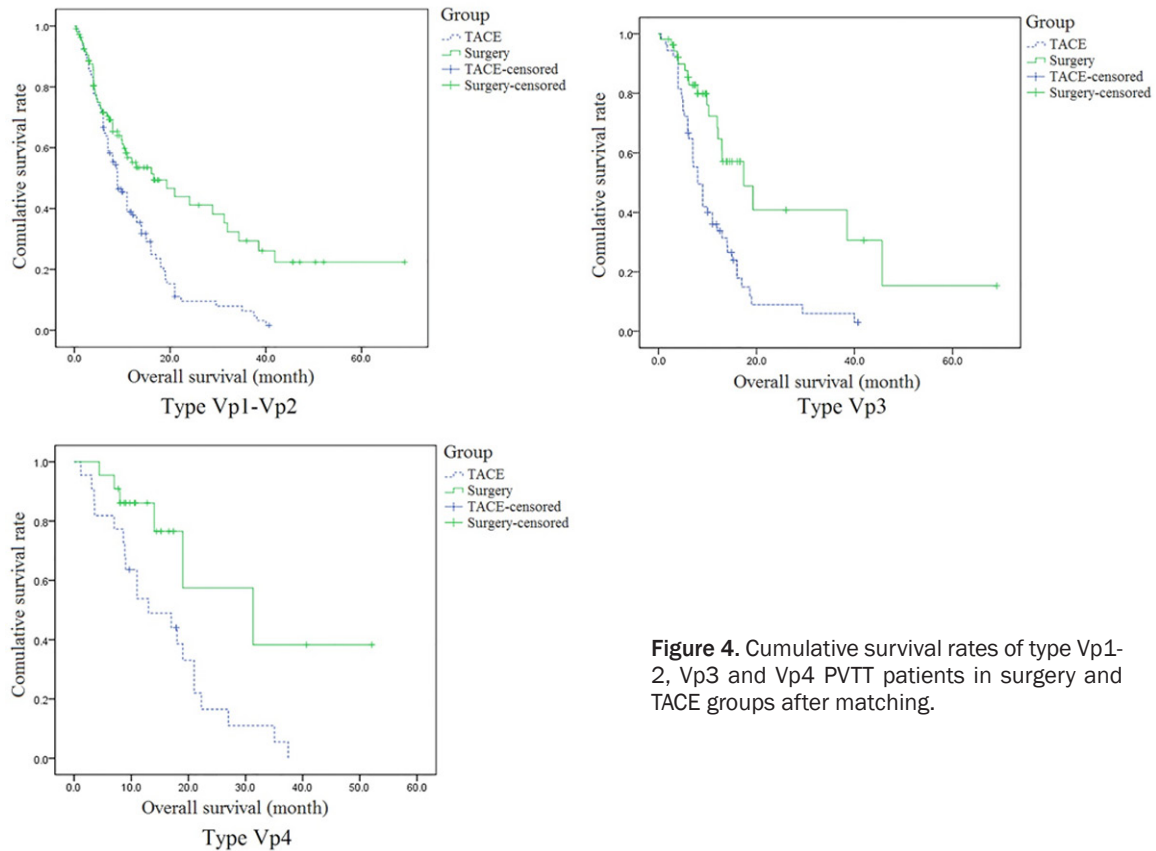 Group
TACE
Surgery
TACE-censored
Surgery-censored
Comulative survival rate
1.0
0.8
0.6
0.4
0.2
0.0
0.0 20.0 40.0 60.0
Overall survival (month)
Type Vp1-Vp2
Group
TACE
Surgery
TACE-censored
Surgery-censored
Comulative survival rate
1.0
0.8
0.6
0.4
0.2
0.0
0.0 20.0 40.0 60.0
Overall survival (month)
Type Vp3
Group
TACE
Surgery
TACE-censored
Surgery-censored
Comulative survival rate
1.0
0.8
0.6
0.4
0.2
0.0
0.0 10.0 20.0 30.0 40.0 50.0 60.0
Overall survival (month)
Type Vp4
Figure 4. Cumulative survival rates of type Vp1-
2, Vp3 and Vp4 PVTT patients in surgery and
TACE groups after matching.